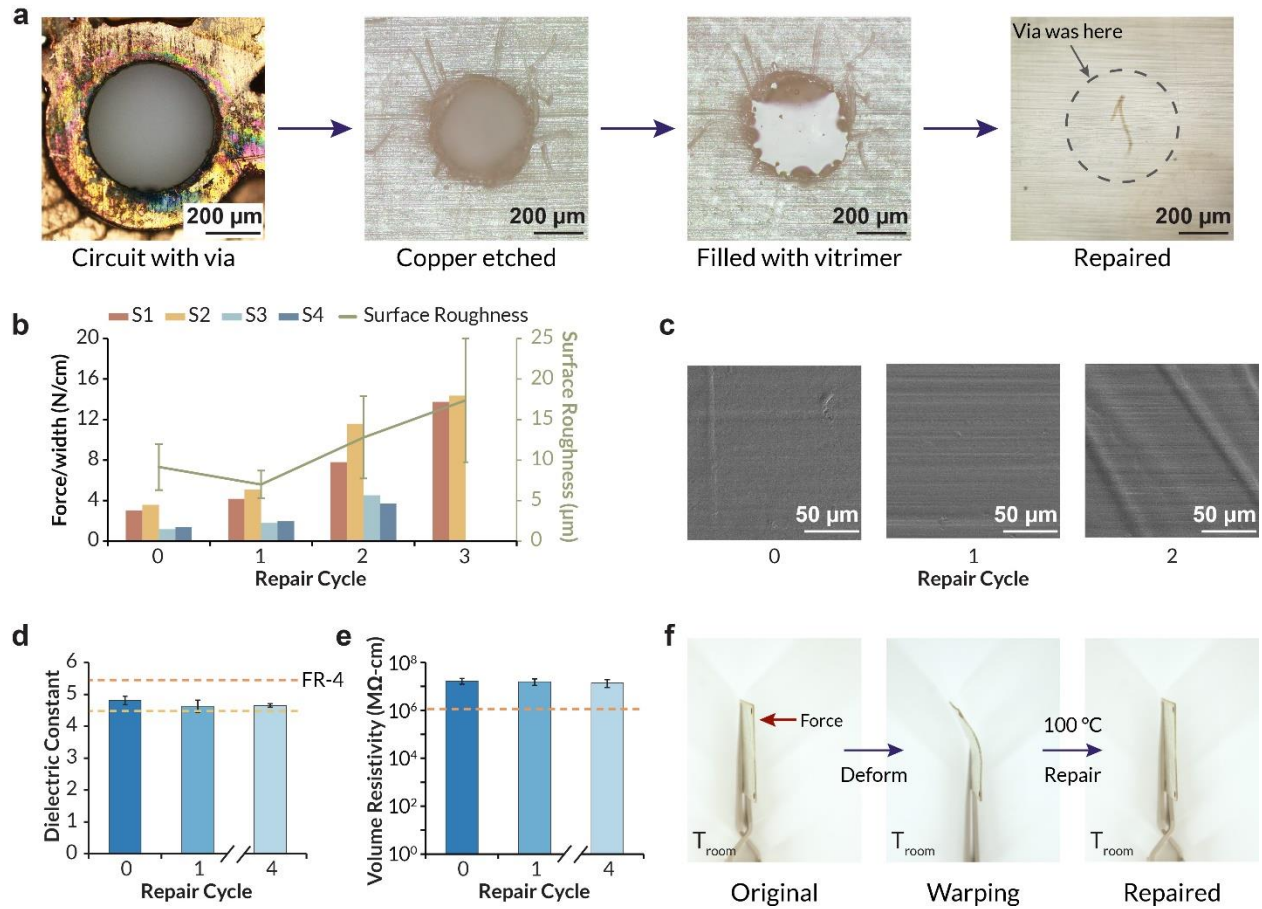 a
Via was here
200 µm
200 µm
200 µm
200 µm
Circuit with via
Copper etched
Filled with vitrimer
Repaired
b
S1 S2 S3 S4 Surface Roughness
Force/width (N/cm)
20
16
12
8
4
0
25
20
15
10
5
0
Surface Roughness (µm)
0 1 2 3
Repair Cycle
c
50 µm
50 µm
50 µm
0 1 2
Repair Cycle
d
Dielectric Constant
6
5
4
3
2
1
0
FR-4
0 1 4
Repair Cycle
e
Volume Resistivity (MΩ-cm)
10⁸
10⁶
10⁴
10²
10⁰
0 1 4
Repair Cycle
f
Force
Deform
100 °C
Repair
T room
T room
T room
Original
Warping
Repaired